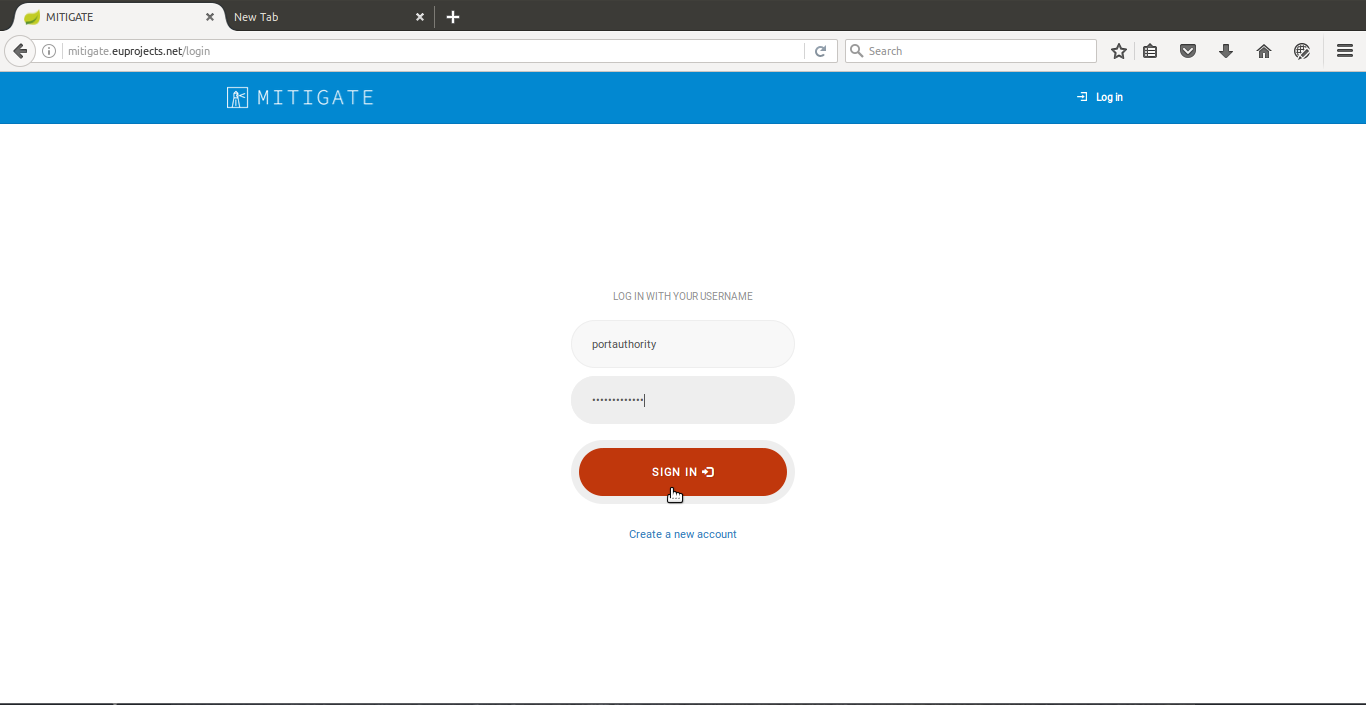 MITIGATE
New Tab
mitigate.euprojects.net/login
Search
MITIGATE
Log in
LOG IN WITH YOUR USERNAME
portauthority
•••••••••••••
SIGN IN
Create a new account